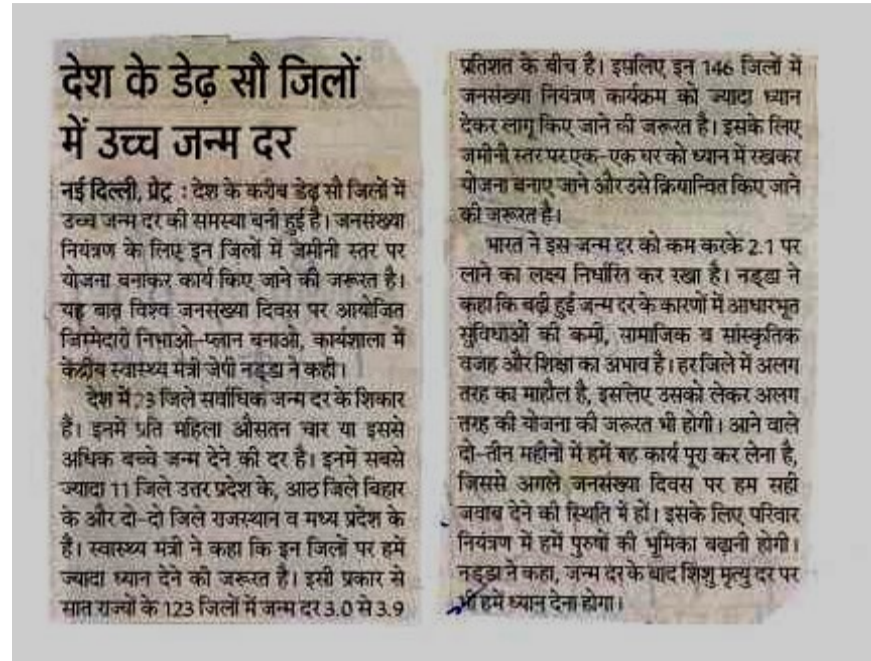 देश के डेढ़ सौ जिलों
में उच्च जन्म दर
नई दिल्ली, प्रेट्र : देश के करीब डेढ़ सौ जिलों में
उच्च जन्म दर की समस्या बनी हुई है। जनसंख्या
नियंत्रण के लिए इन जिलों में जमीनी स्तर पर
योजना बनाकर कार्य किए जाने की जरूरत है।
यह बात विश्व जनसंख्या दिवस पर आयोजित
जिम्मेदारी निभाओ-प्लान बनाओ, कार्यशाला में
केंद्रीय स्वास्थ्य मंत्री जेपी नड्डा ने कही।
देश में 23 जिले सर्वाधिक जन्म दर के शिकार
हैं। इनमें प्रति महिला औसतन चार या इससे
अधिक बच्चे जन्म देने की दर है। इनमें सबसे
ज्यादा 11 जिले उत्तर प्रदेश के, आठ जिले बिहार
के और दो-दो जिले राजस्थान व मध्य प्रदेश के
हैं। स्वास्थ्य मंत्री ने कहा कि इन जिलों पर हमें
ज्यादा ध्यान देने की जरूरत है। इसी प्रकार से
सात राज्यों के 123 जिलों में जन्म दर 3.0 से 3.9
प्रतिशत के बीच है। इसलिए इन 146 जिलों में
जनसंख्या नियंत्रण कार्यक्रम को ज्यादा ध्यान
देकर लागू किए जाने की जरूरत है। इसके लिए
जमीनी स्तर पर एक-एक घर को ध्यान में रखकर
योजना बनाए जाने और उसे क्रियान्वित किए जाने
की जरूरत है।
भारत ने इस जन्म दर को कम करके 2.1 पर
लाने का लक्ष्य निर्धारित कर रखा है। नड्डा ने
कहा कि बढ़ी हुई जन्म दर के कारणों में आधारभूत
सुविधाओं की कमी, सामाजिक व सांस्कृतिक
वजह और शिक्षा का अभाव है। हर जिले में अलग
तरह का माहौल है, इसलिए उसको लेकर अलग
तरह की योजना की जरूरत भी होगी। आने वाले
दो-तीन महीनों में हमें यह कार्य पूरा कर लेना है,
जिससे अगले जनसंख्या दिवस पर हम सही
जवाब देने की स्थिति में हों। इसके लिए परिवार
नियंत्रण में हमें पुरुषों की भूमिका बढ़ानी होगी।
नड्डा ने कहा, जन्म दर के बाद शिशु मृत्यु दर पर
भी हमें ध्यान देना होगा।